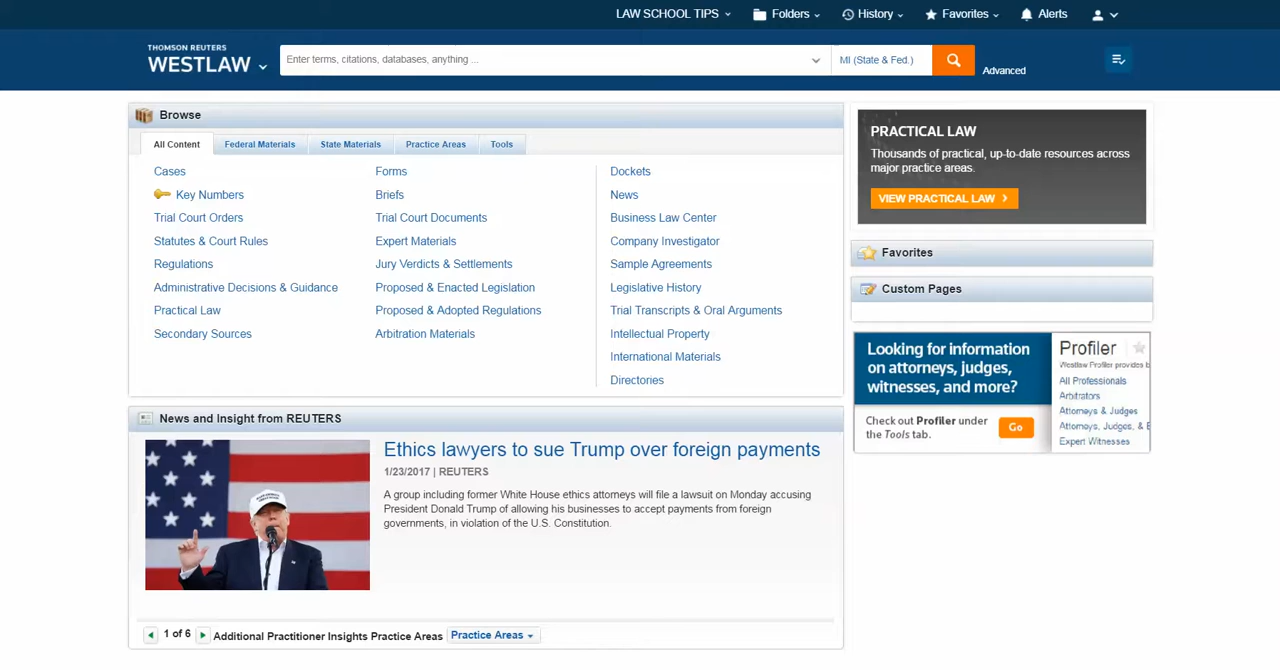 LAW SCHOOL TIPS Folders History Favorites Alerts
THOMSON REUTERS
WESTLAW
Enter terms, citations, databases, anything ...
MI (State & Fed.)
Advanced
Browse
All Content Federal Materials State Materials Practice Areas Tools
Cases
Key Numbers
Trial Court Orders
Statutes & Court Rules
Regulations
Administrative Decisions & Guidance
Practical Law
Secondary Sources
Forms
Briefs
Trial Court Documents
Expert Materials
Jury Verdicts & Settlements
Proposed & Enacted Legislation
Proposed & Adopted Regulations
Arbitration Materials
Dockets
News
Business Law Center
Company Investigator
Sample Agreements
Legislative History
Trial Transcripts & Oral Arguments
Intellectual Property
International Materials
Directories
PRACTICAL LAW
Thousands of practical, up-to-date resources across
major practice areas.
VIEW PRACTICAL LAW
Favorites
Custom Pages
Looking for information
on attorneys, judges,
witnesses, and more?
Check out Profiler under
the Tools tab.
Go
Profiler
Westlaw Profiler provides b
All Professionals
Arbitrators
Attorneys & Judges
Attorneys, Judges, & E
Expert Witnesses
News and Insight from REUTERS
Ethics lawyers to sue Trump over foreign payments
1/23/2017 | REUTERS
A group including former White House ethics attorneys will file a lawsuit on Monday accusing
President Donald Trump of allowing his businesses to accept payments from foreign
governments, in violation of the U.S. Constitution.
1 of 6 Additional Practitioner Insights Practice Areas Practice Areas